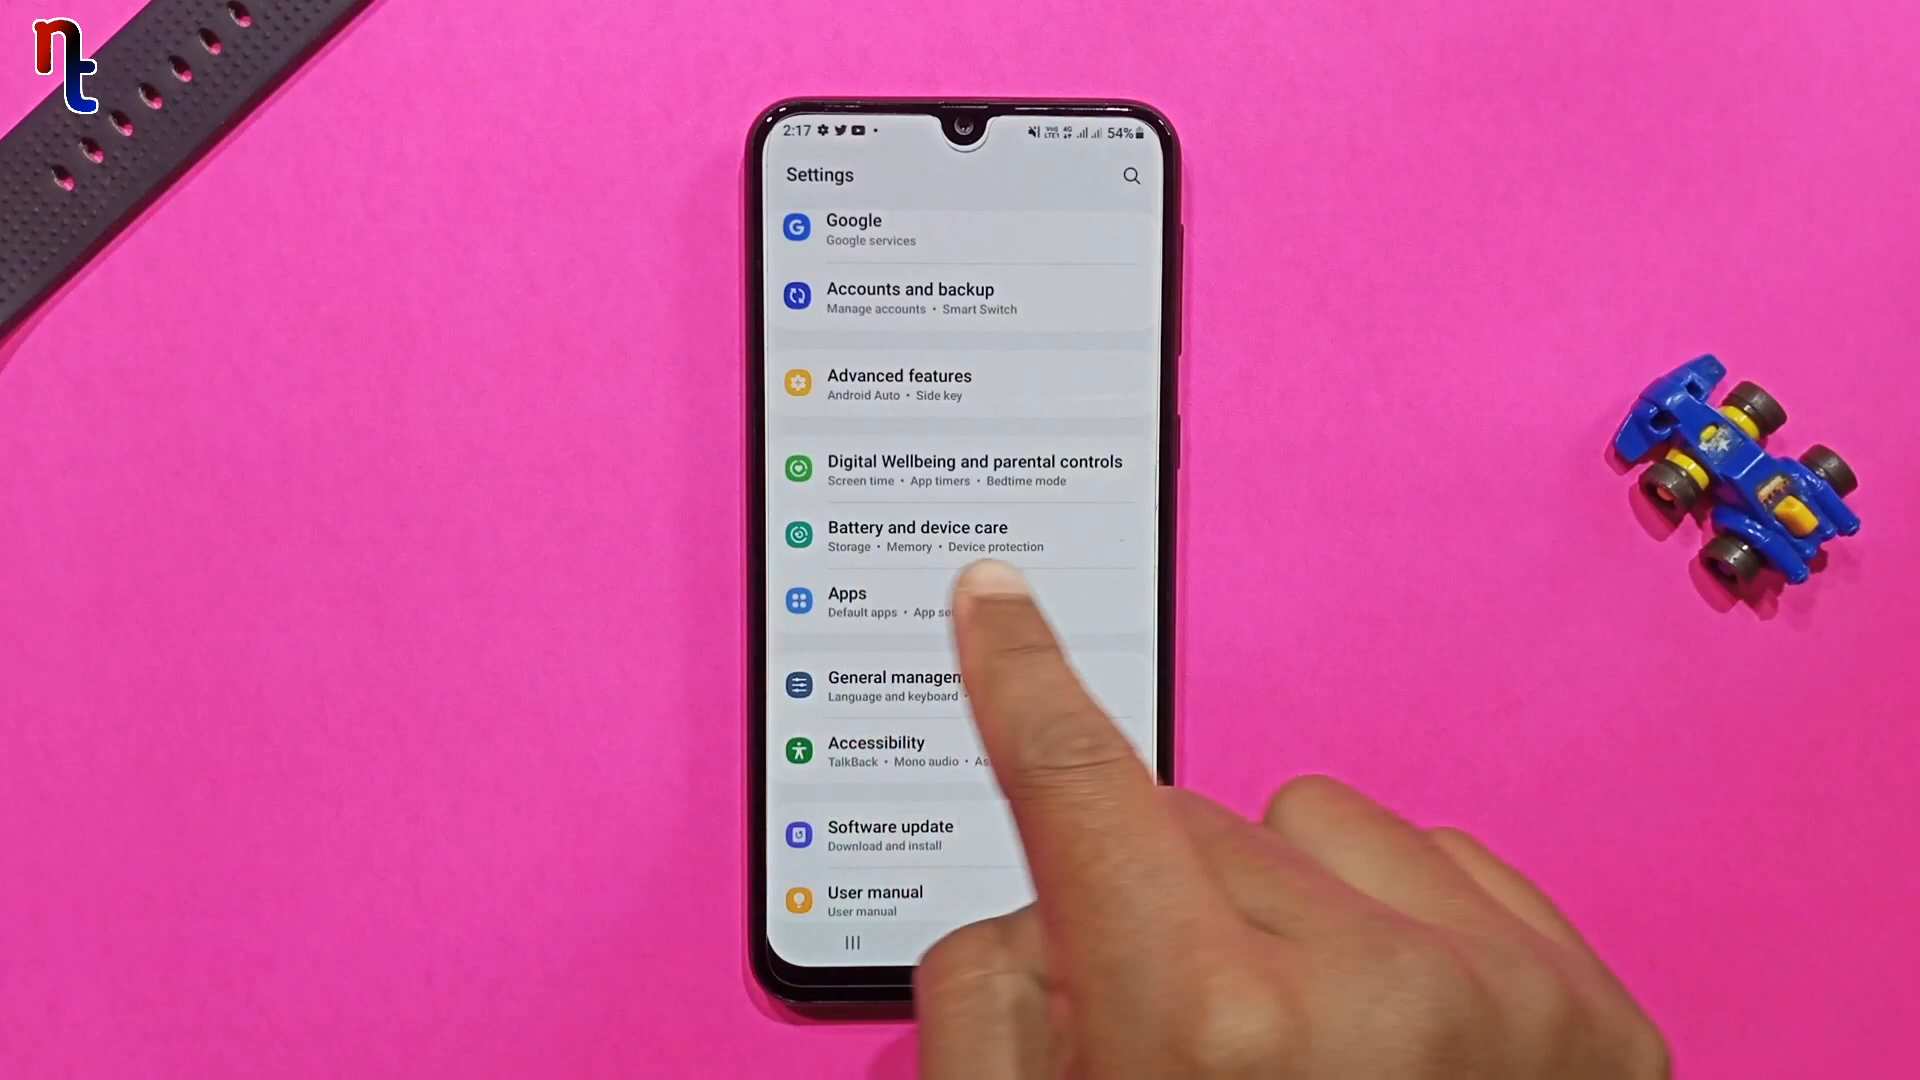 nt
2:17
54%
Settings
Google
Google services
Accounts and backup
Manage accounts • Smart Switch
Advanced features
Android Auto • Side key
Digital Wellbeing and parental controls
Screen time • App timers • Bedtime mode
Battery and device care
Storage • Memory • Device protection
Apps
Default apps • App
General
Language and keyboard •
Accessibility
TalkBack • Mono audio •
Software update
Download and install
User manual
User manual